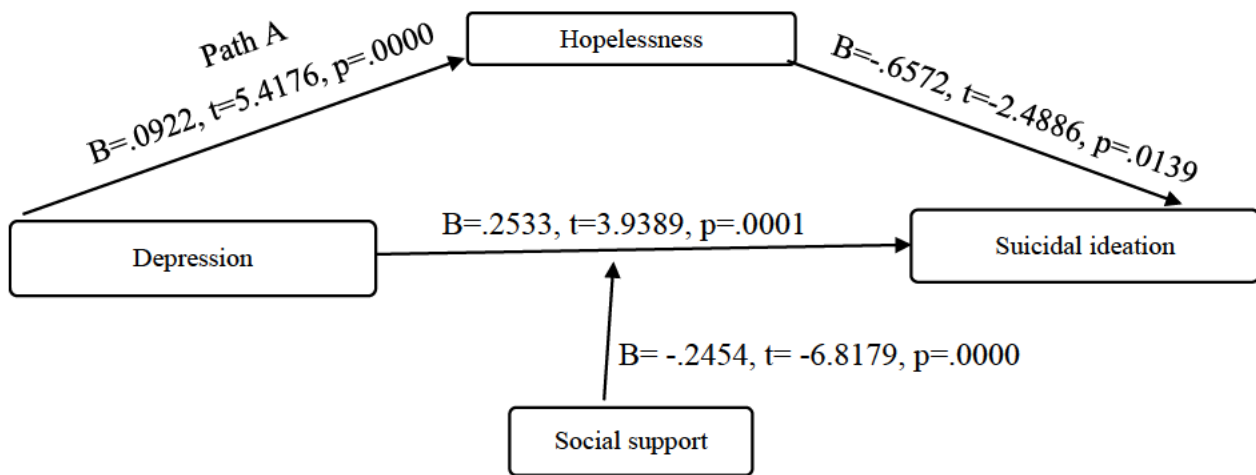 Path A
B=.0922, t=5.4176, p=.0000
Hopelessness
B=-.6572, t=-2.4886, p=.0139
Depression
B=.2533, t=3.9389, p=.0001
Suicidal ideation
B= -.2454, t= -6.8179, p=.0000
Social support